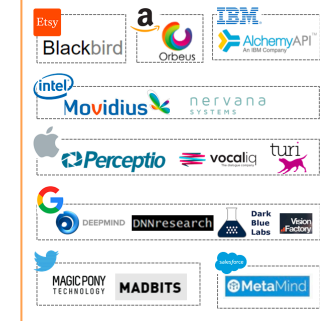 Etsy
Blackbird
a
Orbeus
IBM
AlchemyAPI™
An IBM Company
intel
Movidius
nervana
SYSTEMS
Perceptio
vocaliq
turi
G
DEEPMIND
DNNresearch
Dark
Blue
Labs
Vision
Factory
MAGIC PONY
TECHNOLOGY
MADBITS
salesforce
MetaMind